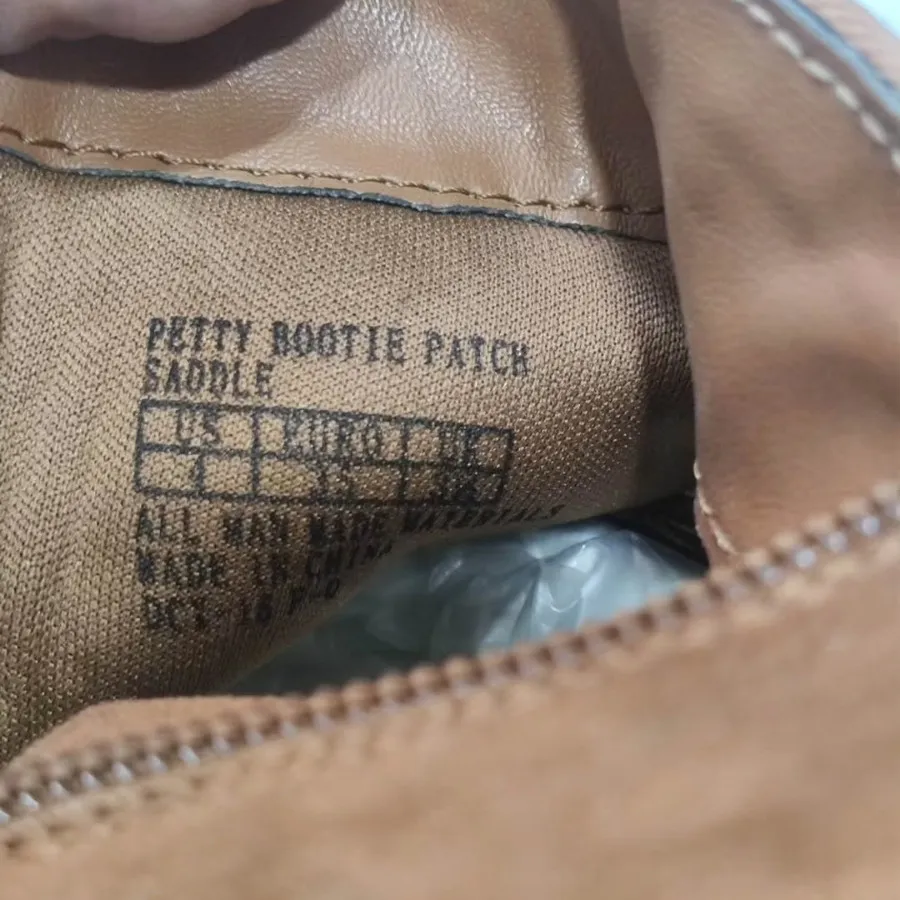 PETTY BOOTIE PATCH
SADDLE
US EURO UK
ALL MAN MADE MATERIALS
MADE IN CHINA
OCT. 16